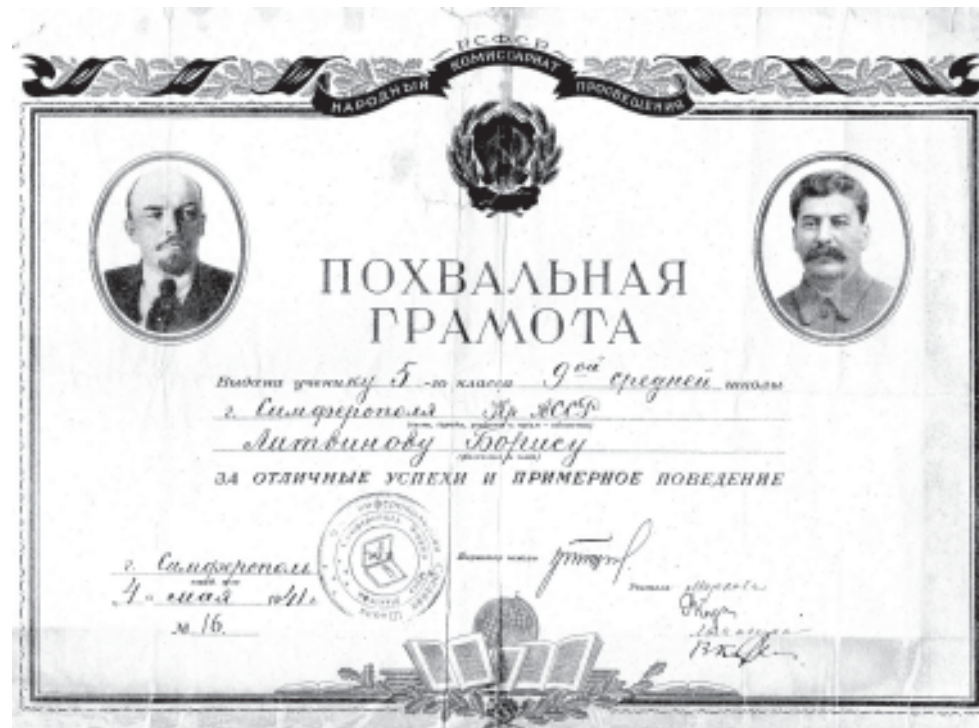 РСФСР
НАРОДНЫЙ КОМИССАРИАТ ПРОСВЕЩЕНИЯ
ПОХВАЛЬНАЯ
ГРАМОТА
Выдана ученику 5-го класса 9ой средней школы
г. Симферополя Кр АССР
Литвинову Борису
ЗА ОТЛИЧНЫЕ УСПЕХИ И ПРИМЕРНОЕ ПОВЕДЕНИЕ
г. Симферополь
4 " мая 1941 г.
№ 16.